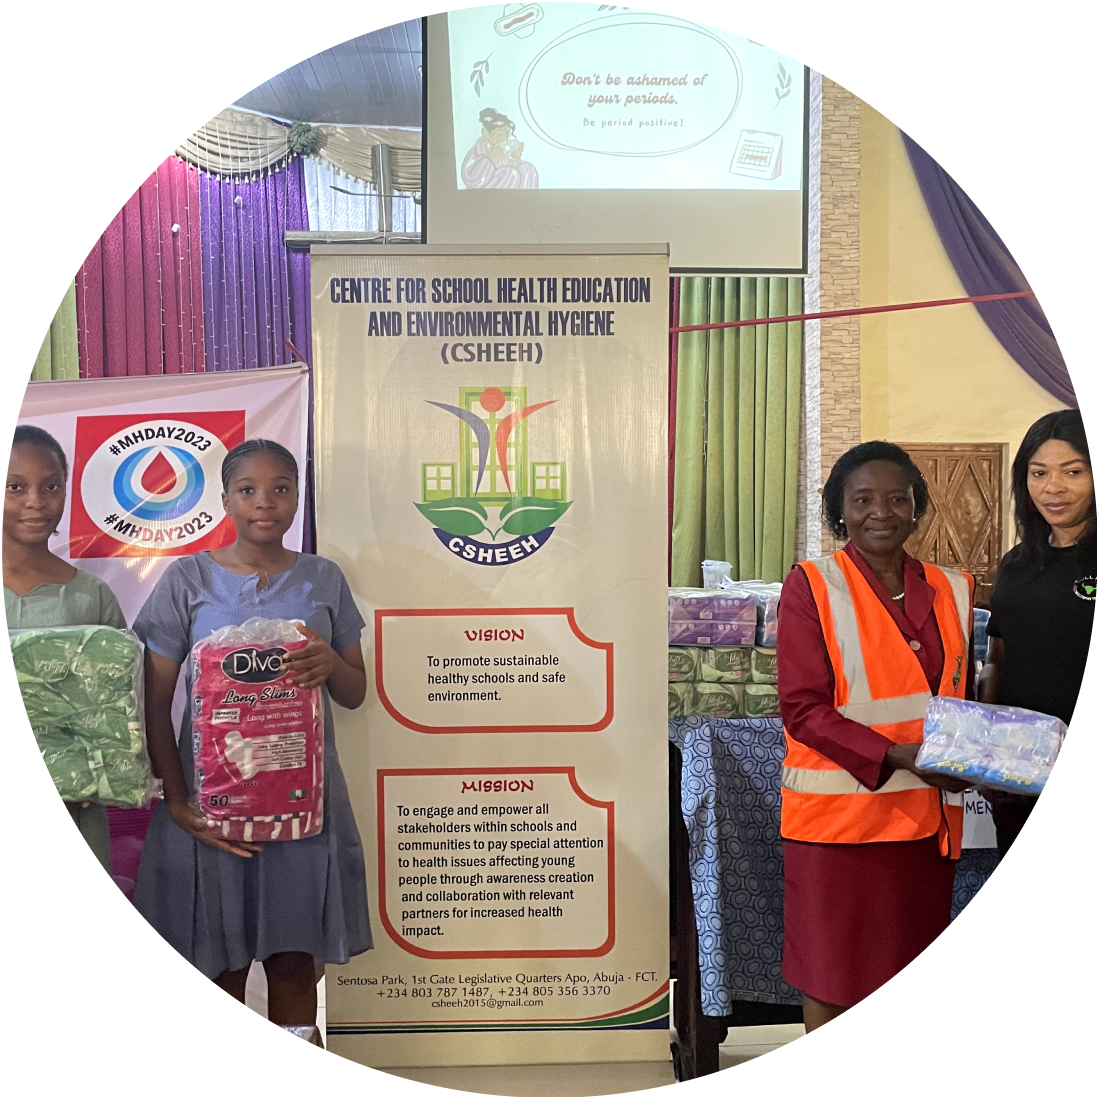 Don't be ashamed of
your periods.
Be period positive!
CENTRE FOR SCHOOL HEALTH EDUCATION
AND ENVIRONMENTAL HYGIENE
(CSHEEH)
#MHDAY2023
#MHDAY2023
CSHEEH
VISION
To promote sustainable
healthy schools and safe
environment.
MISSION
To engage and empower all
stakeholders within schools and
communities to pay special attention
to health issues affecting young
people through awareness creation
and collaboration with relevant
partners for increased health
impact.
Sentosa Park, 1st Gate Legislative Quarters Apo, Abuja - FCT.
+234 803 787 1487, +234 805 356 3370
csheeh2015@gmail.com
Diva
Long Slims
IMPROVED
FORMULA
Long with wings
50
MEN